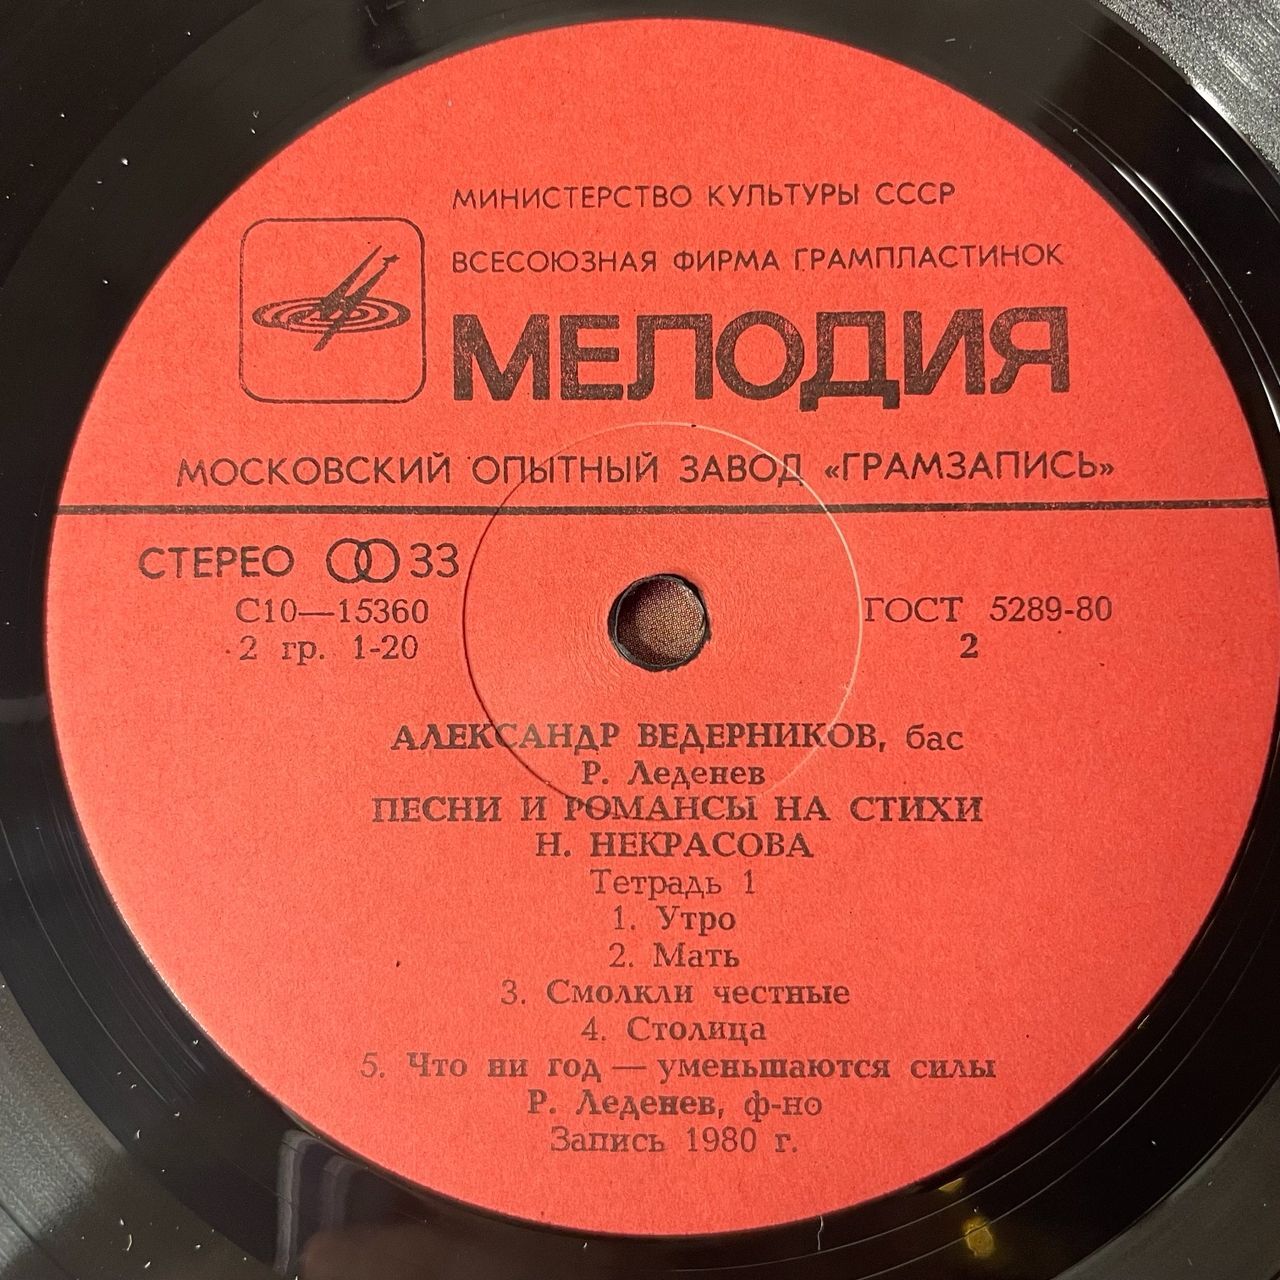 МИНИСТЕРСТВО КУЛЬТУРЫ СССР
ВСЕСОЮЗНАЯ ФИРМА ГРАМПЛАСТИНОК
МЕЛОДИЯ
МОСКОВСКИЙ ОПЫТНЫЙ ЗАВОД «ГРАМЗАПИСЬ»
СТЕРЕО 33
С10—15360
ГОСТ 5289-80
2 гр. 1-20
2
АЛЕКСАНДР ВЕДЕРНИКОВ, бас
Р. Леденев
ПЕСНИ И РОМАНСЫ НА СТИХИ
Н. НЕКРАСОВА
Тетрадь 1
1. Утро
2. Мать
3. Смолкли честные
4. Столица
5. Что ни год — уменьшаются силы
Р. Леденев, ф-но
Запись 1980 г.